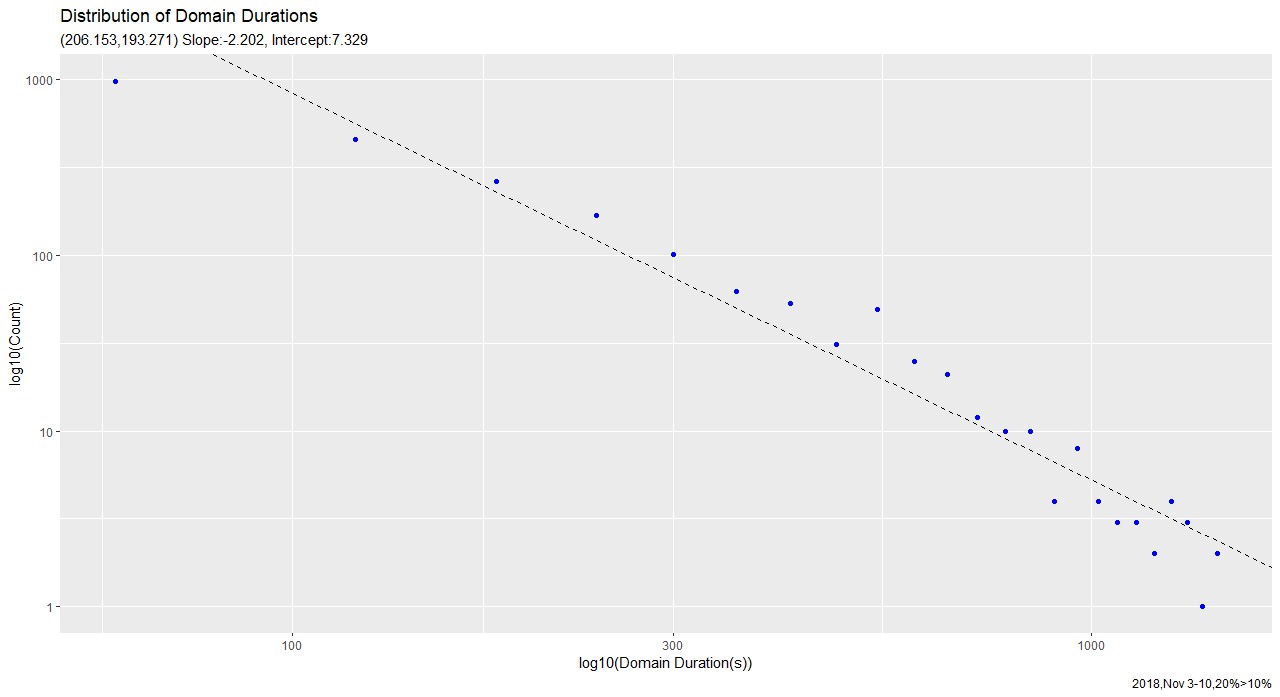 Distribution of Domain Durations
(206.153,193.271) Slope:-2.202, Intercept:7.329
1000
100
10
1
log10(Count)
100
300
1000
log10(Domain Duration(s))
2018,Nov 3-10,20%>10%